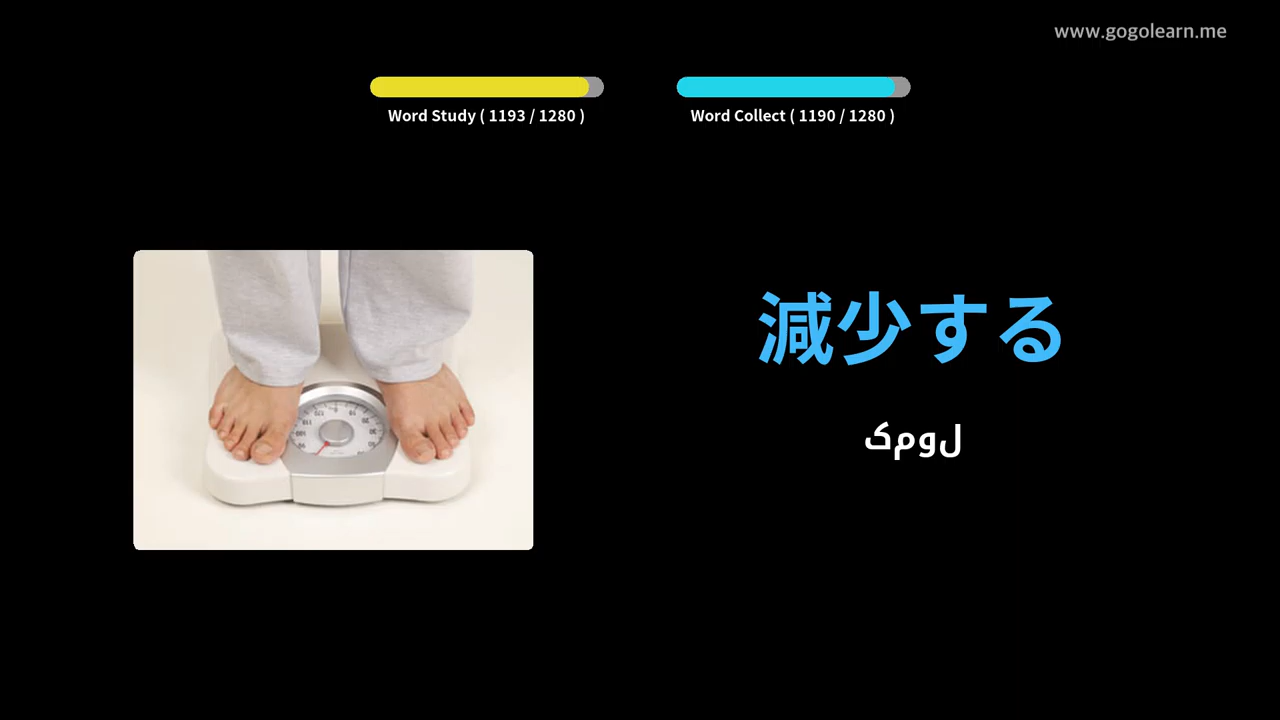 www.gogolearn.me
Word Study ( 1193 / 1280 )
Word Collect ( 1190 / 1280 )
減少する
کمول